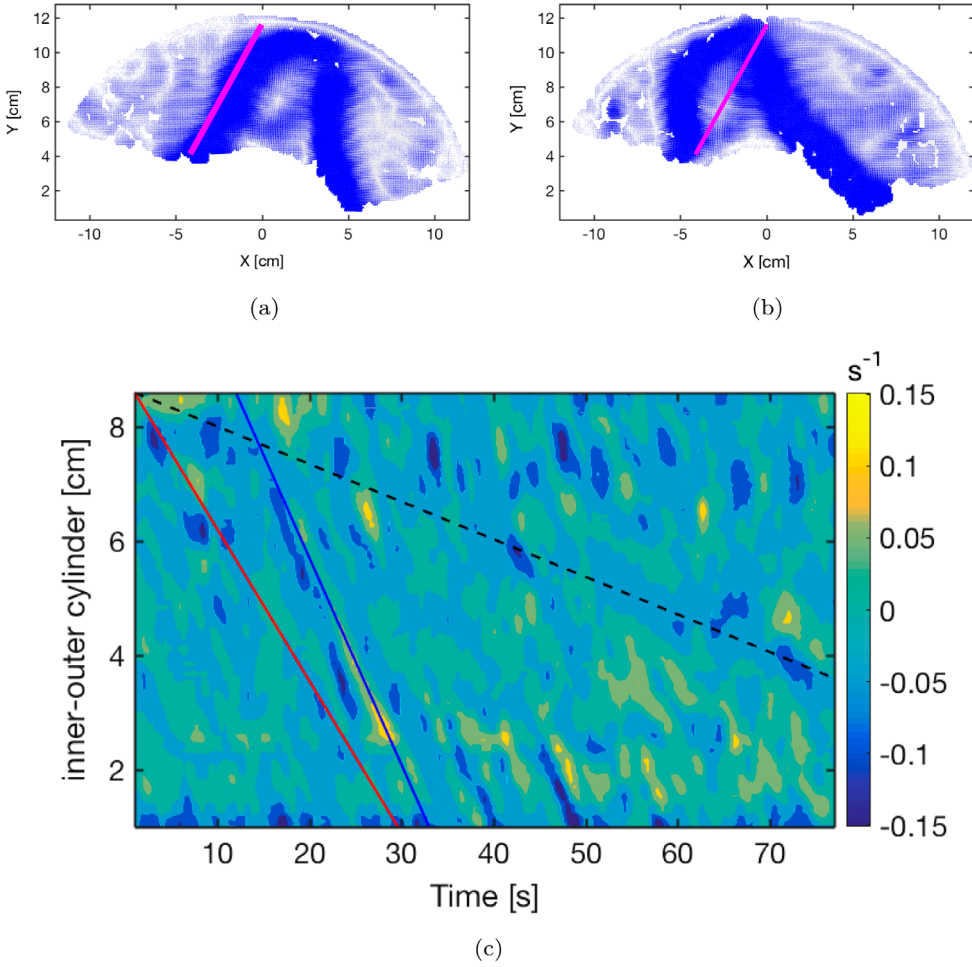 12
10
8
6
4
2
Y [cm]
-10 -5 0 5 10
X [cm]
(a)
12
10
8
6
4
2
Y [cm]
-10 -5 0 5 10
X [cm]
(b)
s⁻¹
8
6
4
2
inner-outer cylinder [cm]
10 20 30 40 50 60 70
Time [s]
0.15
0.1
0.05
0
-0.05
-0.1
-0.15
(c)